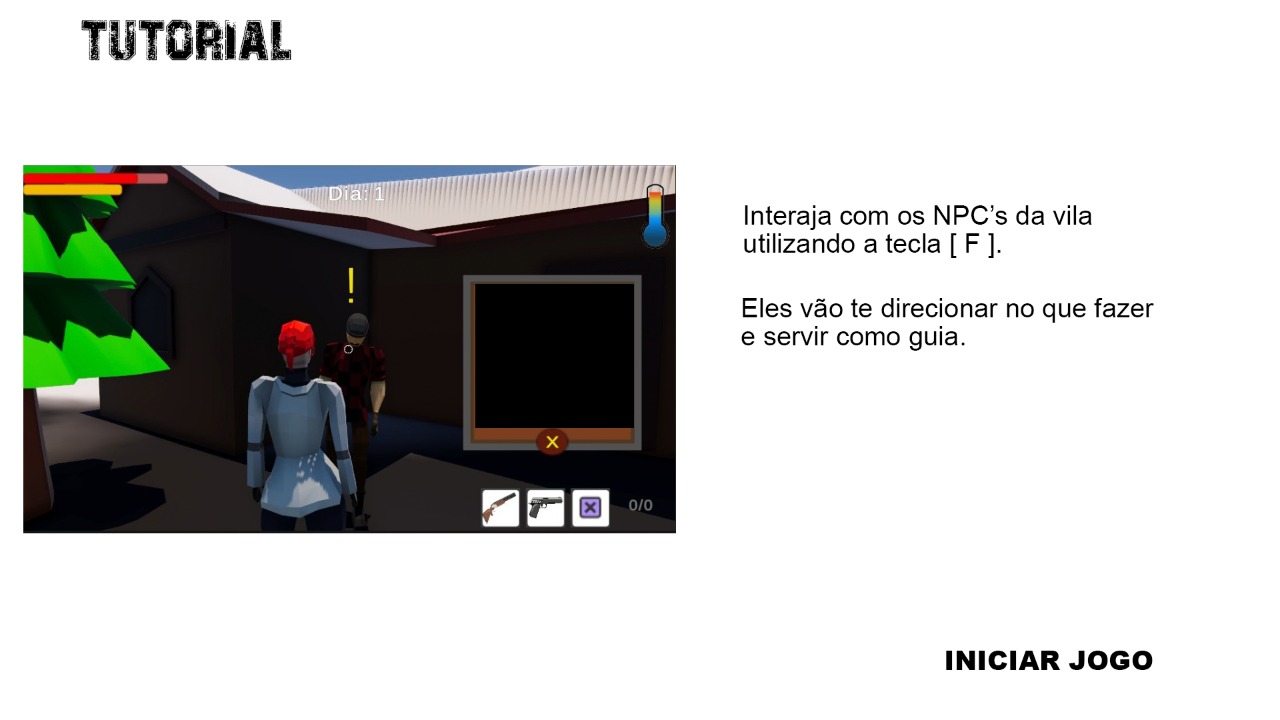 TUTORIAL
Dia: 1
!
Interaja com os NPC’s da vila
utilizando a tecla [ F ].
Eles vão te direcionar no que fazer
e servir como guia.
X
0/0
INICIAR JOGO